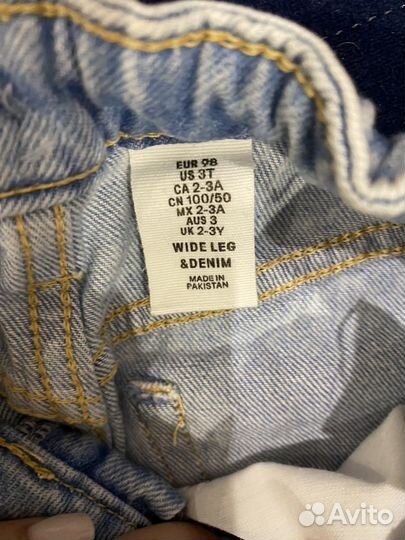 EUR 98
US 3T
CA 2-3A
CN 100/50
MX 2-3A
AUS 3
UK 2-3Y
WIDE LEG
&DENIM
MADE IN
PAKISTAN
Avito